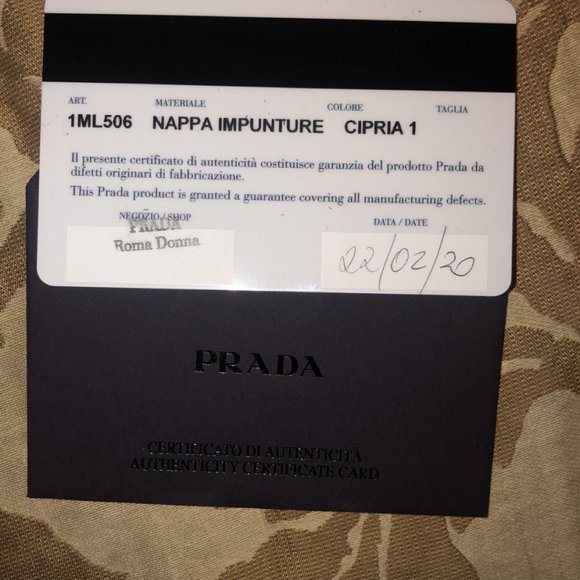 ART. MATERIALE COLORE TAGLIA
1ML506 NAPPA IMPUNTURE CIPRIA 1
Il presente certificato di autenticità costituisce garanzia del prodotto Prada da
difetti originari di fabbricazione.
This Prada product is granted a guarantee covering all manufacturing defects.
NEGOZIO / SHOP DATA / DATE
PRADA
Roma Donna 22/02/20
PRADA
CERTIFICATO DI AUTENTICITÀ
AUTHENTICITY CERTIFICATE CARD